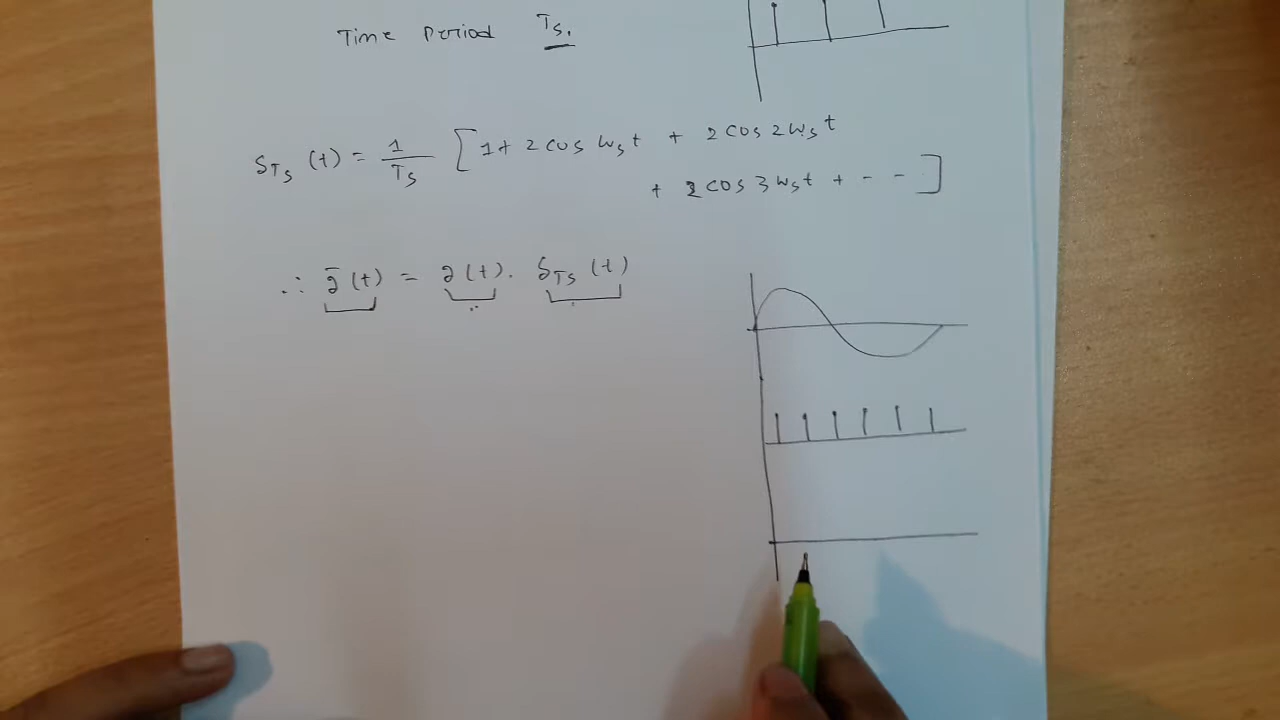 Time Period Ts.
δTs (t) = 1/Ts [1 + 2 cos ωst + 2 cos 2ωst
+ 2 cos 3ωst + - - ]
∴ ḡ(t) = g(t). δTs (t)